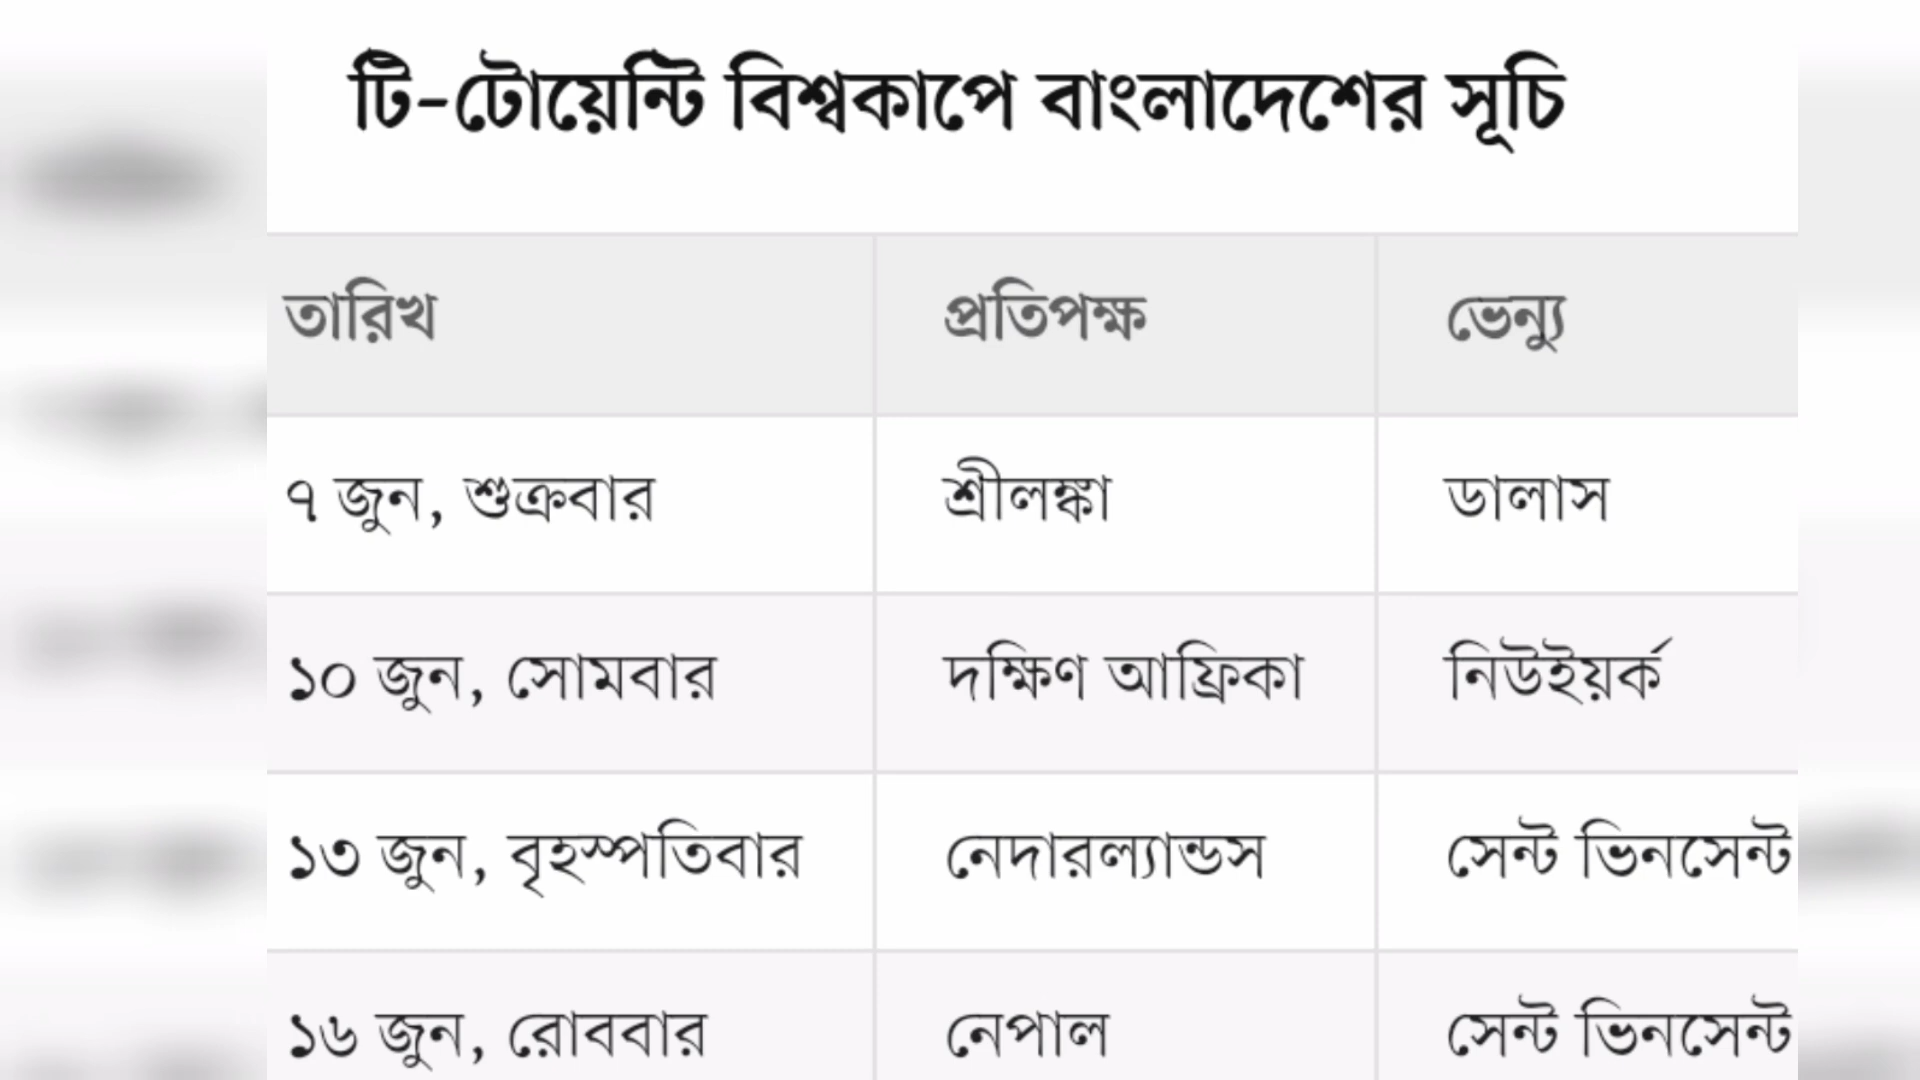 টি-টোয়েন্টি বিশ্বকাপে বাংলাদেশের সূচি
তারিখ প্রতিপক্ষ ভেন্যু
৭ জুন, শুক্রবার শ্রীলঙ্কা ডালাস
১০ জুন, সোমবার দক্ষিণ আফ্রিকা নিউইয়র্ক
১৩ জুন, বৃহস্পতিবার নেদারল্যান্ডস সেন্ট ভিনসেন্ট
১৬ জুন, রোববার নেপাল সেন্ট ভিনসেন্ট